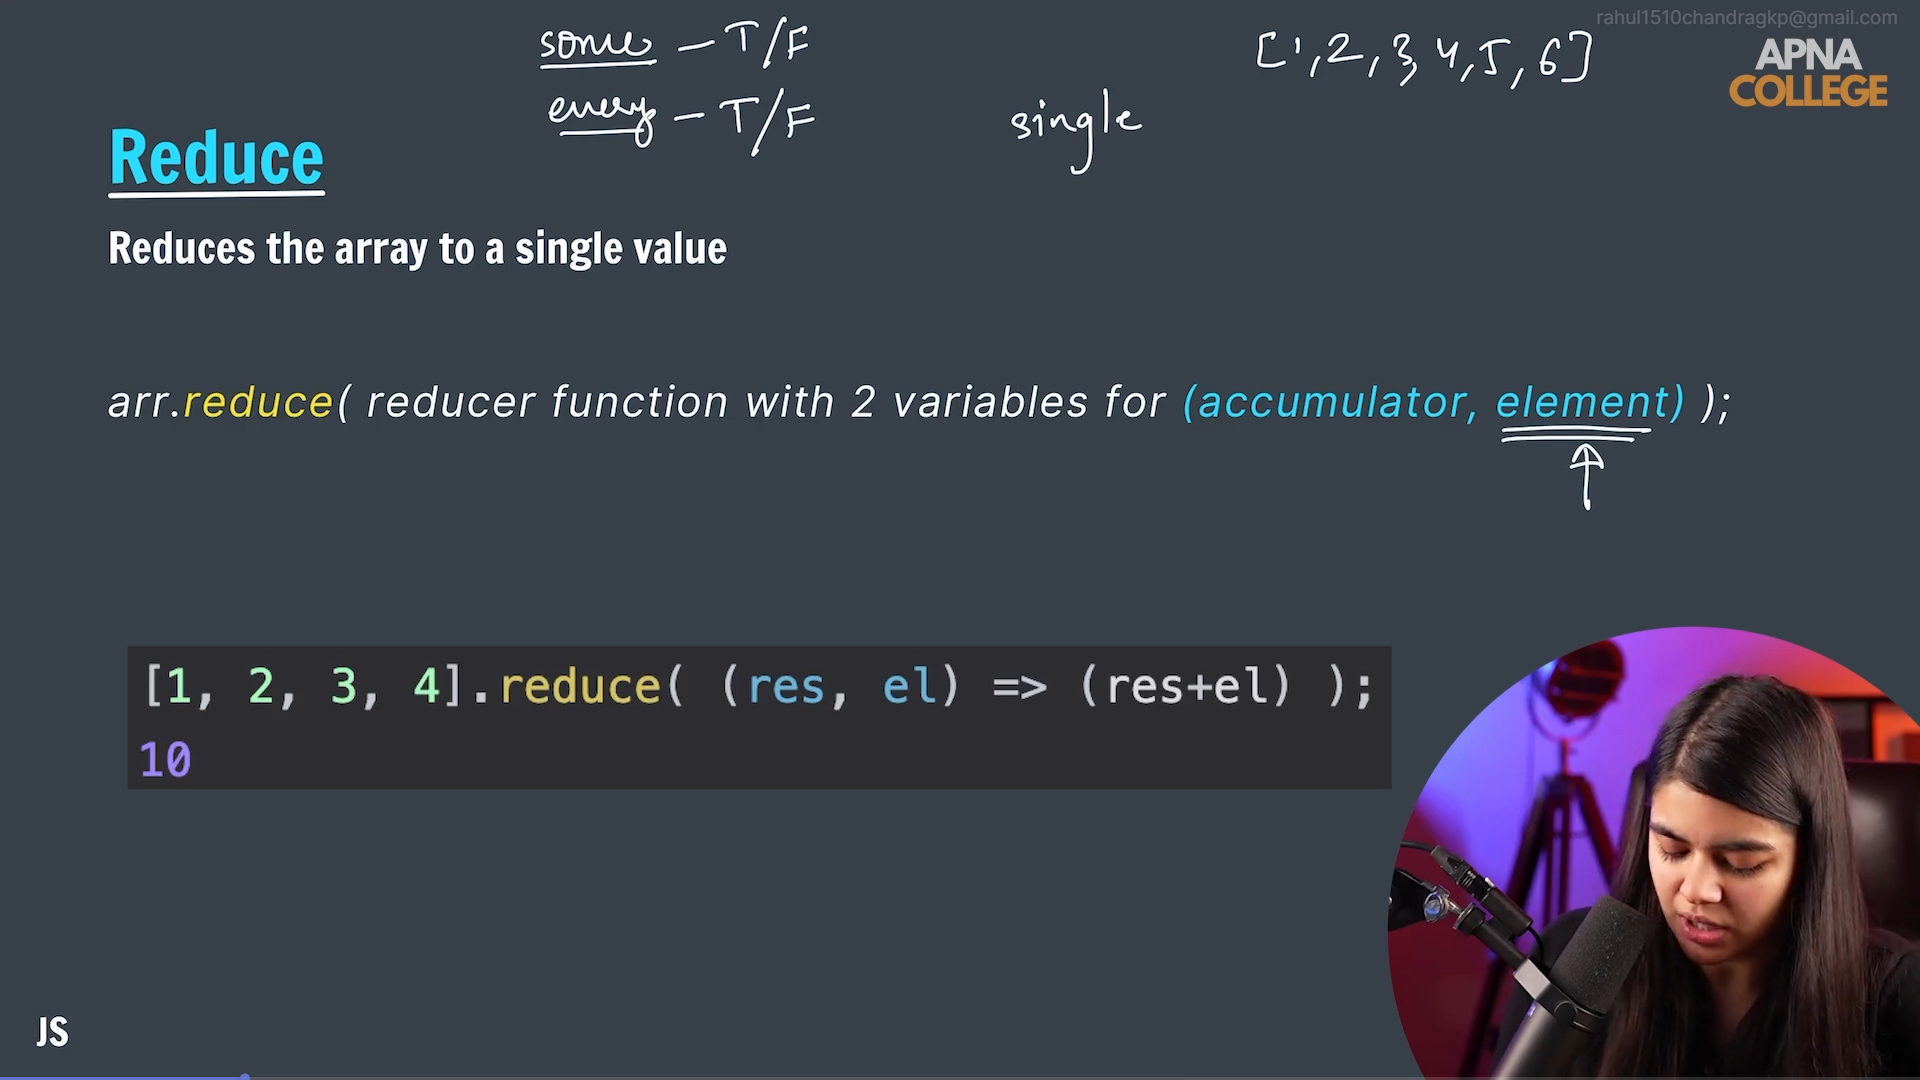 rahul1510chandragkp@gmail.com
some – T/F
[1, 2, 3, 4, 5, 6]
APNA
COLLEGE
every – T/F
single
Reduce
Reduces the array to a single value
arr.reduce( reducer function with 2 variables for (accumulator, element) );
[1, 2, 3, 4].reduce( (res, el) => (res+el) );
10
JS